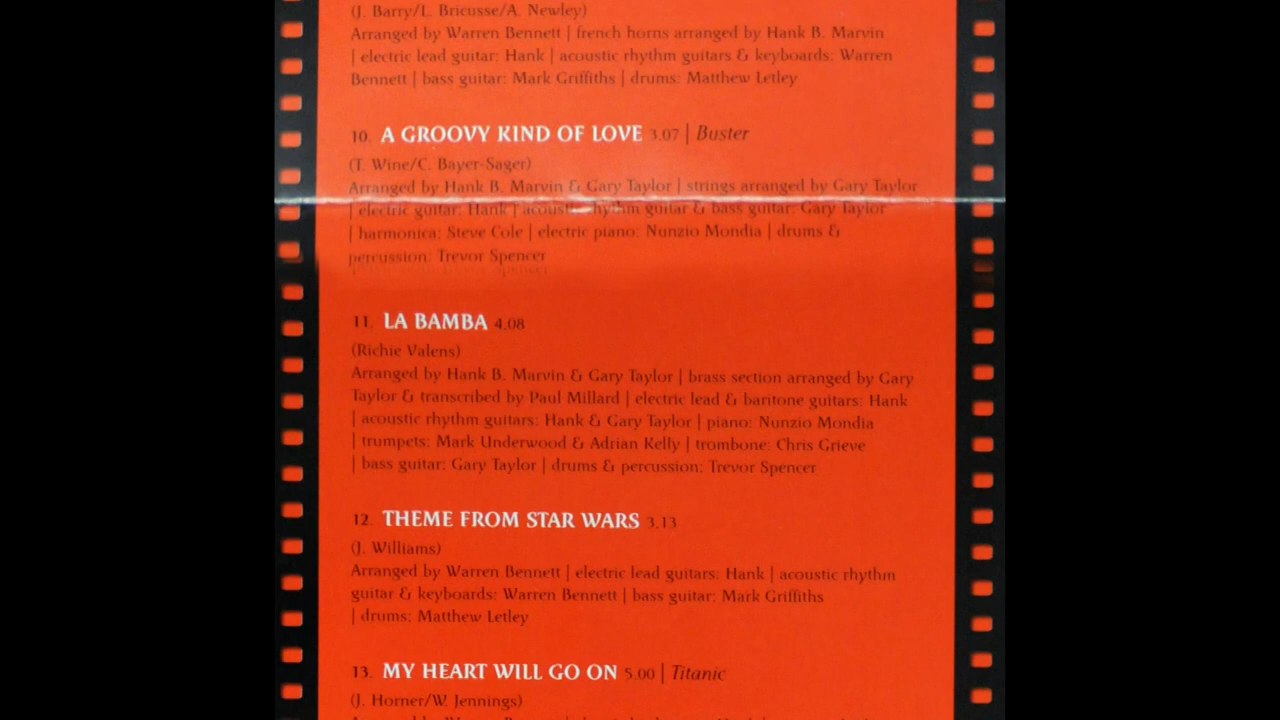 (J. Barry/L. Bricusse/A. Newley)
Arranged by Warren Bennett | french horns arranged by Hank B. Marvin
| electric lead guitar: Hank | acoustic rhythm guitars & keyboards: Warren
Bennett | bass guitar: Mark Griffiths | drums: Matthew Letley
10. A GROOVY KIND OF LOVE 3.07 | Buster
(T. Wine/C. Bayer-Sager)
Arranged by Hank B. Marvin & Gary Taylor | strings arranged by Gary Taylor
| electric guitar: Hank | acoustic rhythm guitar & bass guitar: Gary Taylor
| harmonica: Steve Cole | electric piano: Nunzio Mondia | drums &
percussion: Trevor Spencer
11. LA BAMBA 4.08
(Richie Valens)
Arranged by Hank B. Marvin & Gary Taylor | brass section arranged by Gary
Taylor & transcribed by Paul Millard | electric lead & baritone guitars: Hank
| acoustic rhythm guitars: Hank & Gary Taylor | piano: Nunzio Mondia
| trumpets: Mark Underwood & Adrian Kelly | trombone: Chris Grieve
| bass guitar: Gary Taylor | drums & percussion: Trevor Spencer
12. THEME FROM STAR WARS 3.13
(J. Williams)
Arranged by Warren Bennett | electric lead guitars: Hank | acoustic rhythm
guitar & keyboards: Warren Bennett | bass guitar: Mark Griffiths
| drums: Matthew Letley
13. MY HEART WILL GO ON 5.00 | Titanic
(J. Horner/W. Jennings)